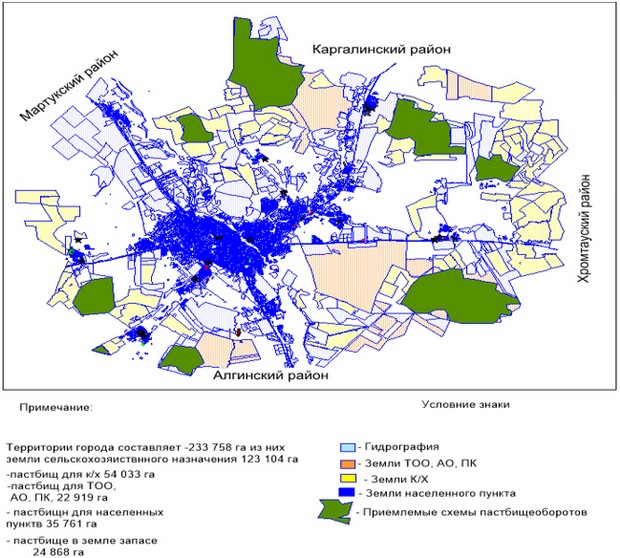 Каргалинский район
Мартукский район
Хромтауский район
Алгинский район
Примечание:
Условние знаки
Территории города составляет -233 758 га из них
земли сельскохозяиствнного назначения 123 104 га
-пастбищ для к/х 54 033 га
-пастбищ для ТОО,
АО, ПК, 22 919 га
- пастбищн для населенных
пунктв 35 761 га
- пастбище в земле запасе
24 868 га
- Гидрография
- Земли ТОО, АО, ПК
- Земли К/Х
- Земли населенного пункта
- Приемлемые схемы пастбищеоборотов